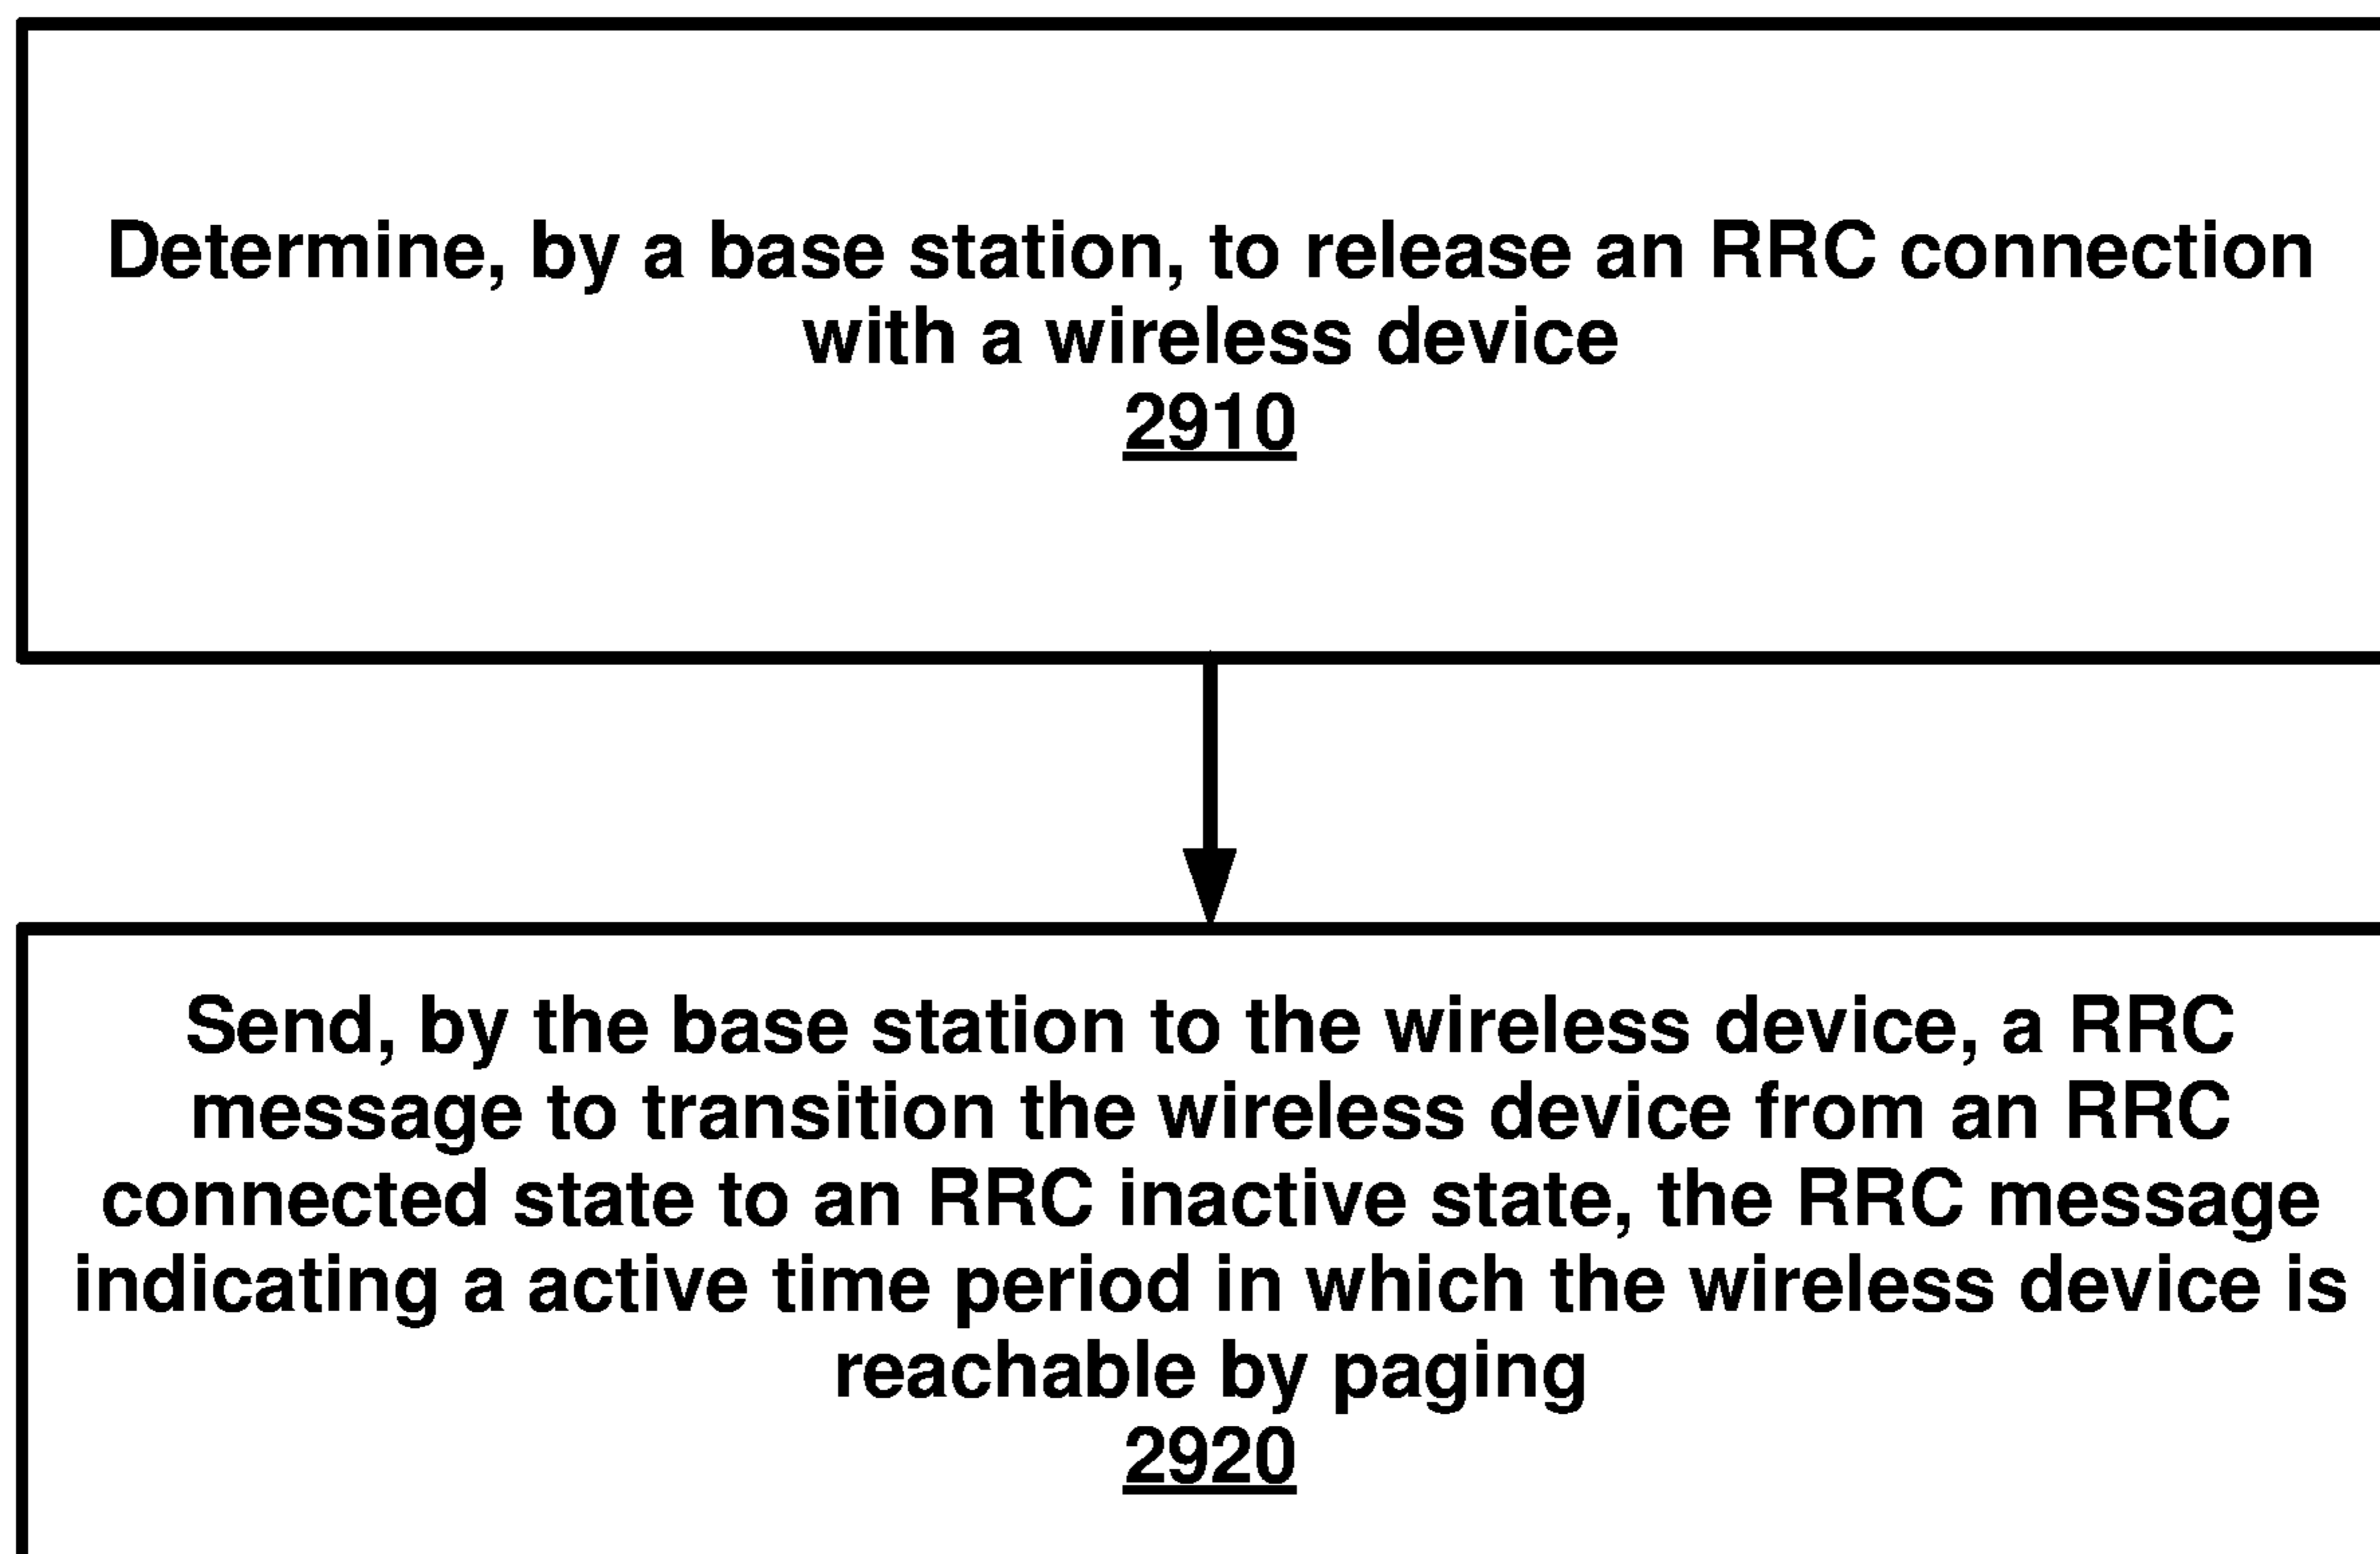 Determine, by a base station, to release an RRC connection
with a wireless device
2910
Send, by the base station to the wireless device, a RRC
message to transition the wireless device from an RRC
connected state to an RRC inactive state, the RRC message
indicating a active time period in which the wireless device is
reachable by paging
2920